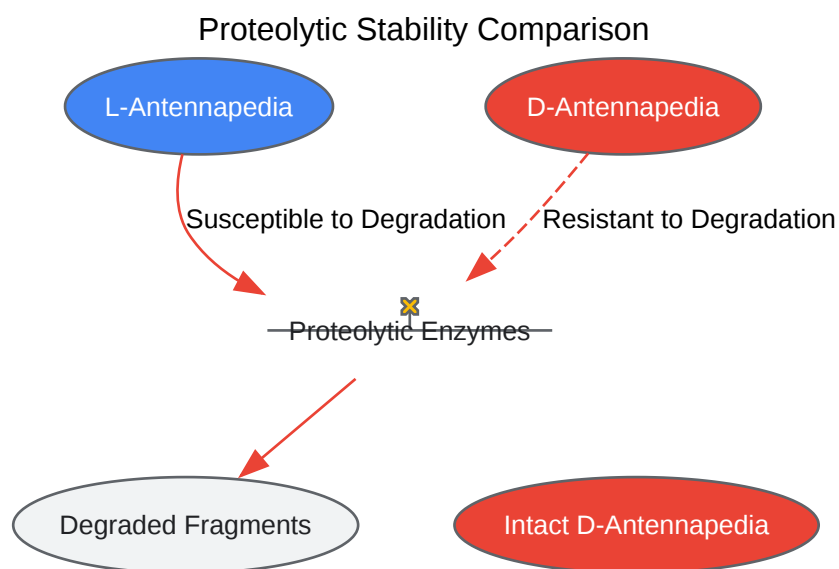 Proteolytic Stability Comparison
L-Antennapedia
D-Antennapedia
Susceptible to Degradation
Resistant to Degradation
Proteolytic Enzymes
Degraded Fragments
Intact D-Antennapedia